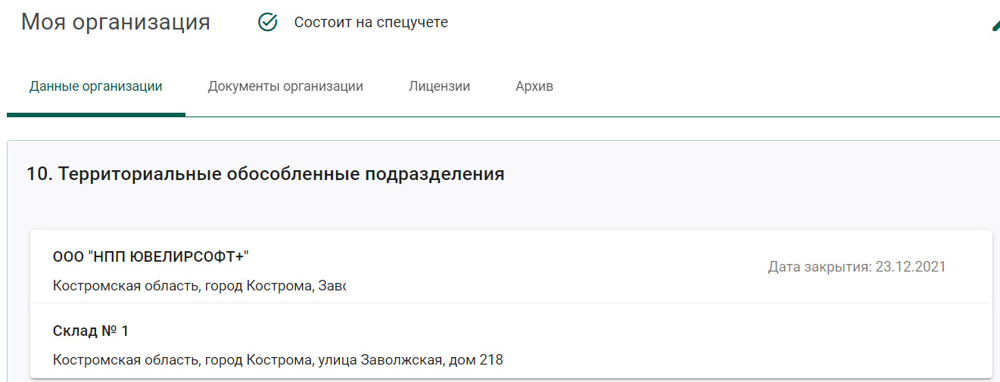 Моя организация Состоит на спецучете
Данные организации Документы организации Лицензии Архив
10. Территориальные обособленные подразделения
ООО "НПП ЮВЕЛИРСОФТ+"
Дата закрытия: 23.12.2021
Костромская область, город Кострома,
Склад № 1
Костромская область, город Кострома, улица Заволжская, дом 218